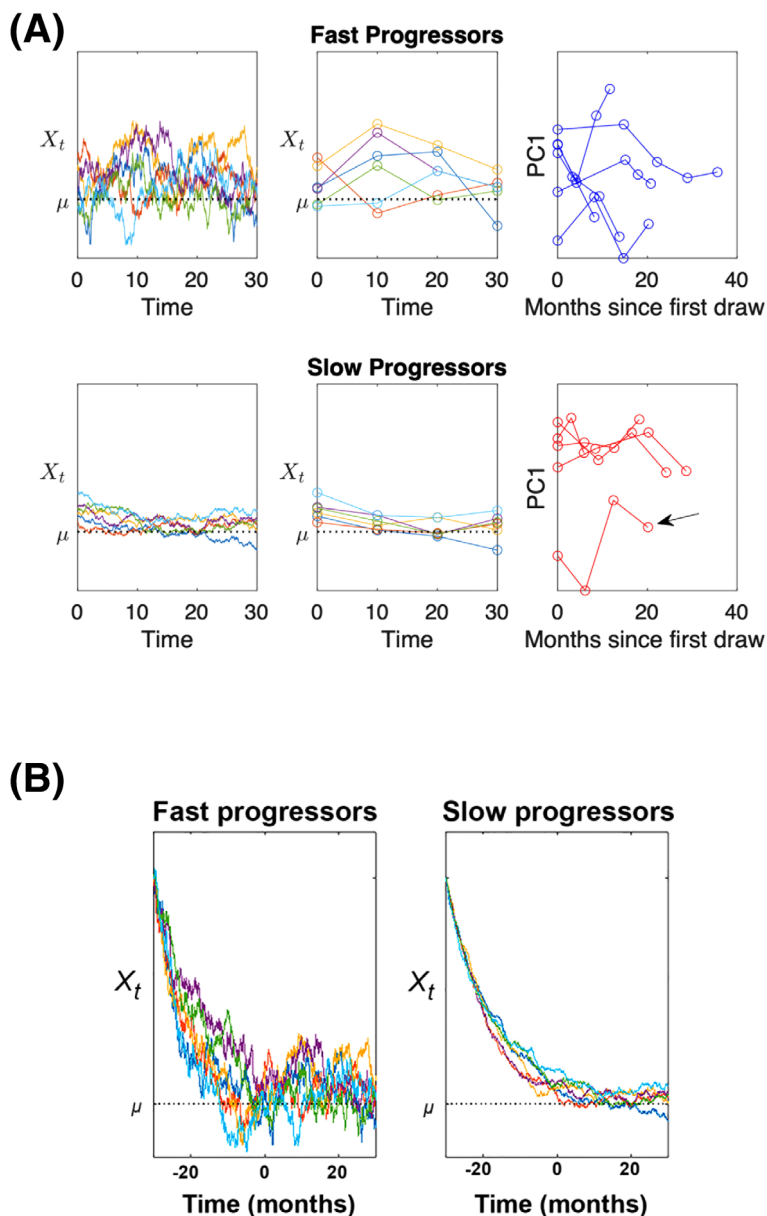 (A)
Fast Progressors
X_t
μ
0 10 20 30
Time
X_t
μ
0 10 20 30
Time
PC1
0 20 40
Months since first draw
Slow Progressors
X_t
μ
0 10 20 30
Time
X_t
μ
0 10 20 30
Time
PC1
0 20 40
Months since first draw
(B)
Fast progressors
X_t
μ
-20 0 20
Time (months)
Slow progressors
X_t
μ
-20 0 20
Time (months)